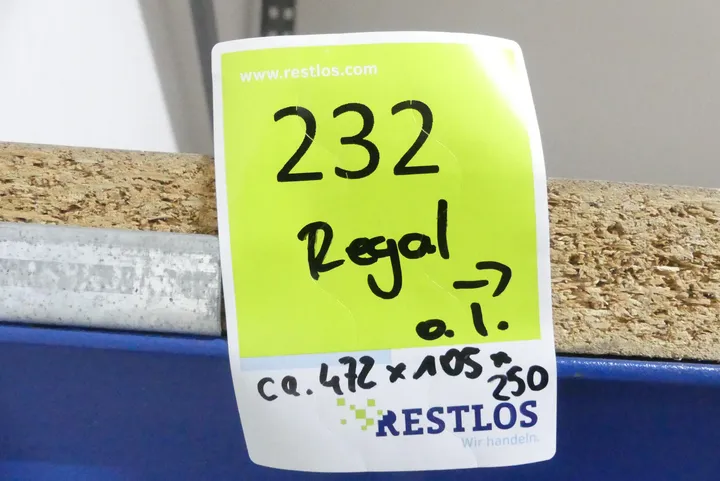 www.restlos.com
232
Regal
→
o. l.
ca. 472 x 105 x
250
RESTLOS
Wir handeln.